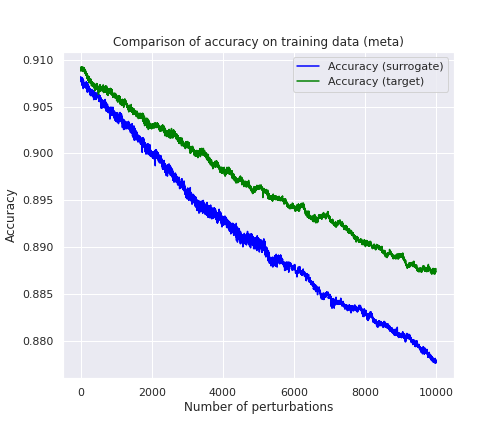 Comparison of accuracy on training data (meta)
Accuracy (surrogate)
Accuracy (target)
0.910
0.905
0.900
0.895
0.890
0.885
0.880
Accuracy
0 2000 4000 6000 8000 10000
Number of perturbations